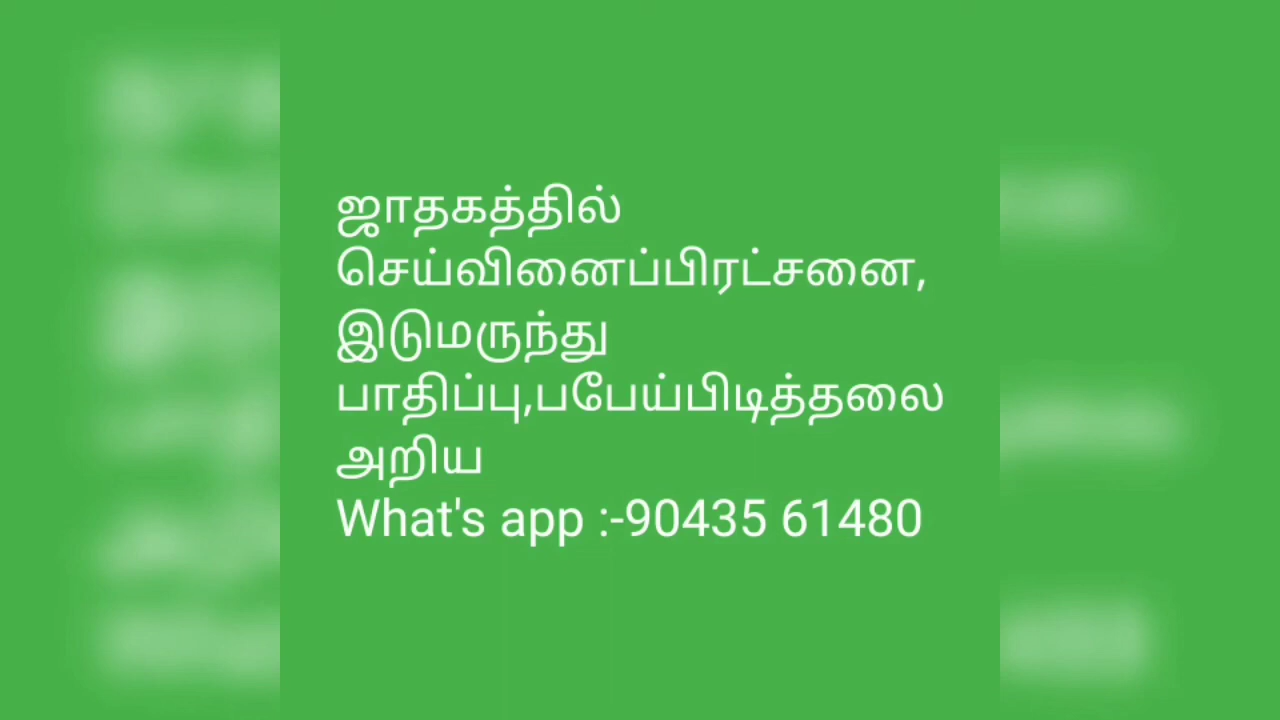 ஜாதகத்தில்
செய்வினைப்பிரட்சனை,
இடுமருந்து
பாதிப்பு,பபேய்பிடித்தலை
அறிய
What's app :-90435 61480